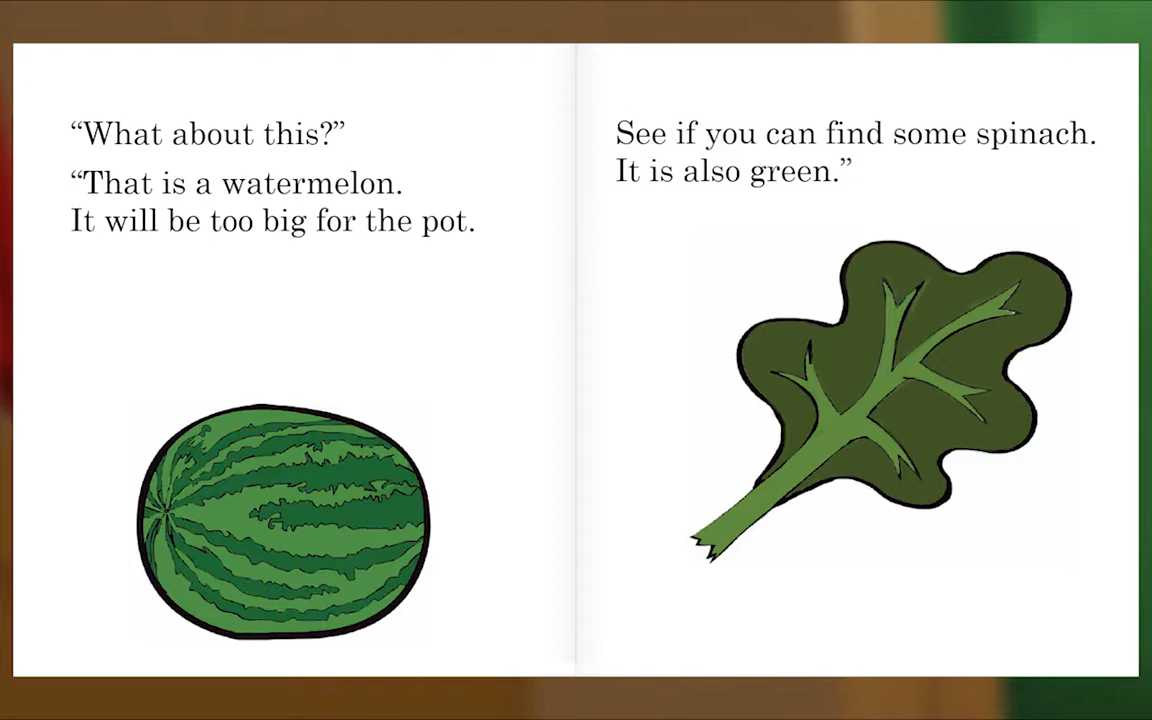 “What about this?”
“That is a watermelon.
It will be too big for the pot.
See if you can find some spinach.
It is also green.”